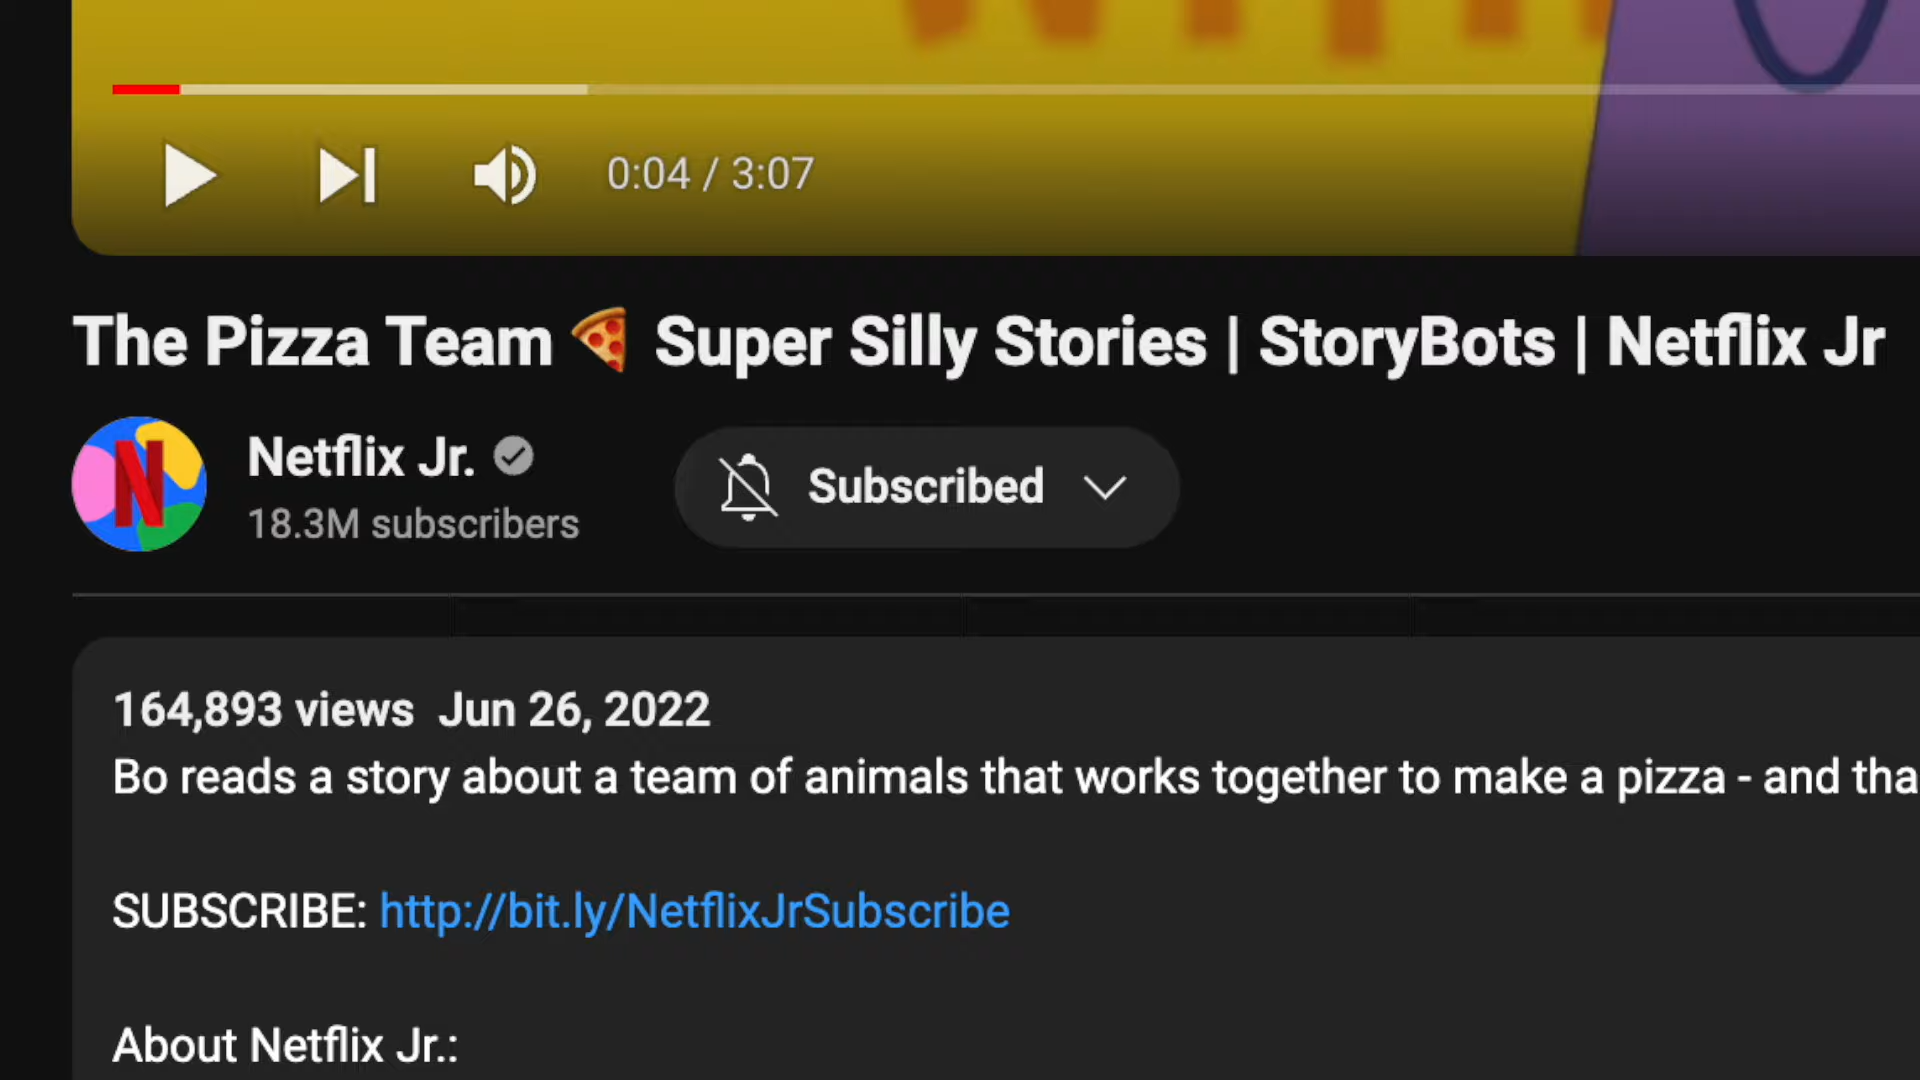 0:04 / 3:07
The Pizza Team 🍕 Super Silly Stories | StoryBots | Netflix Jr
Netflix Jr.
18.3M subscribers
Subscribed
164,893 views Jun 26, 2022
Bo reads a story about a team of animals that works together to make a pizza - and tha
SUBSCRIBE: http://bit.ly/NetflixJrSubscribe
About Netflix Jr.: